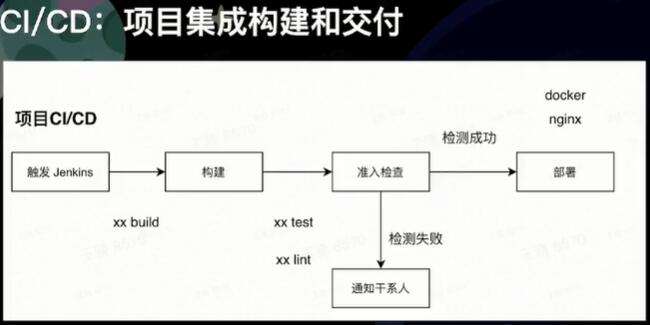 CI/CD：项目集成构建和交付
docker
项目CI/CD
nginx
检测成功
触发 Jenkins
构建
准入检查
部署
xx build
xx test
检测失败
xx lint
通知干系人